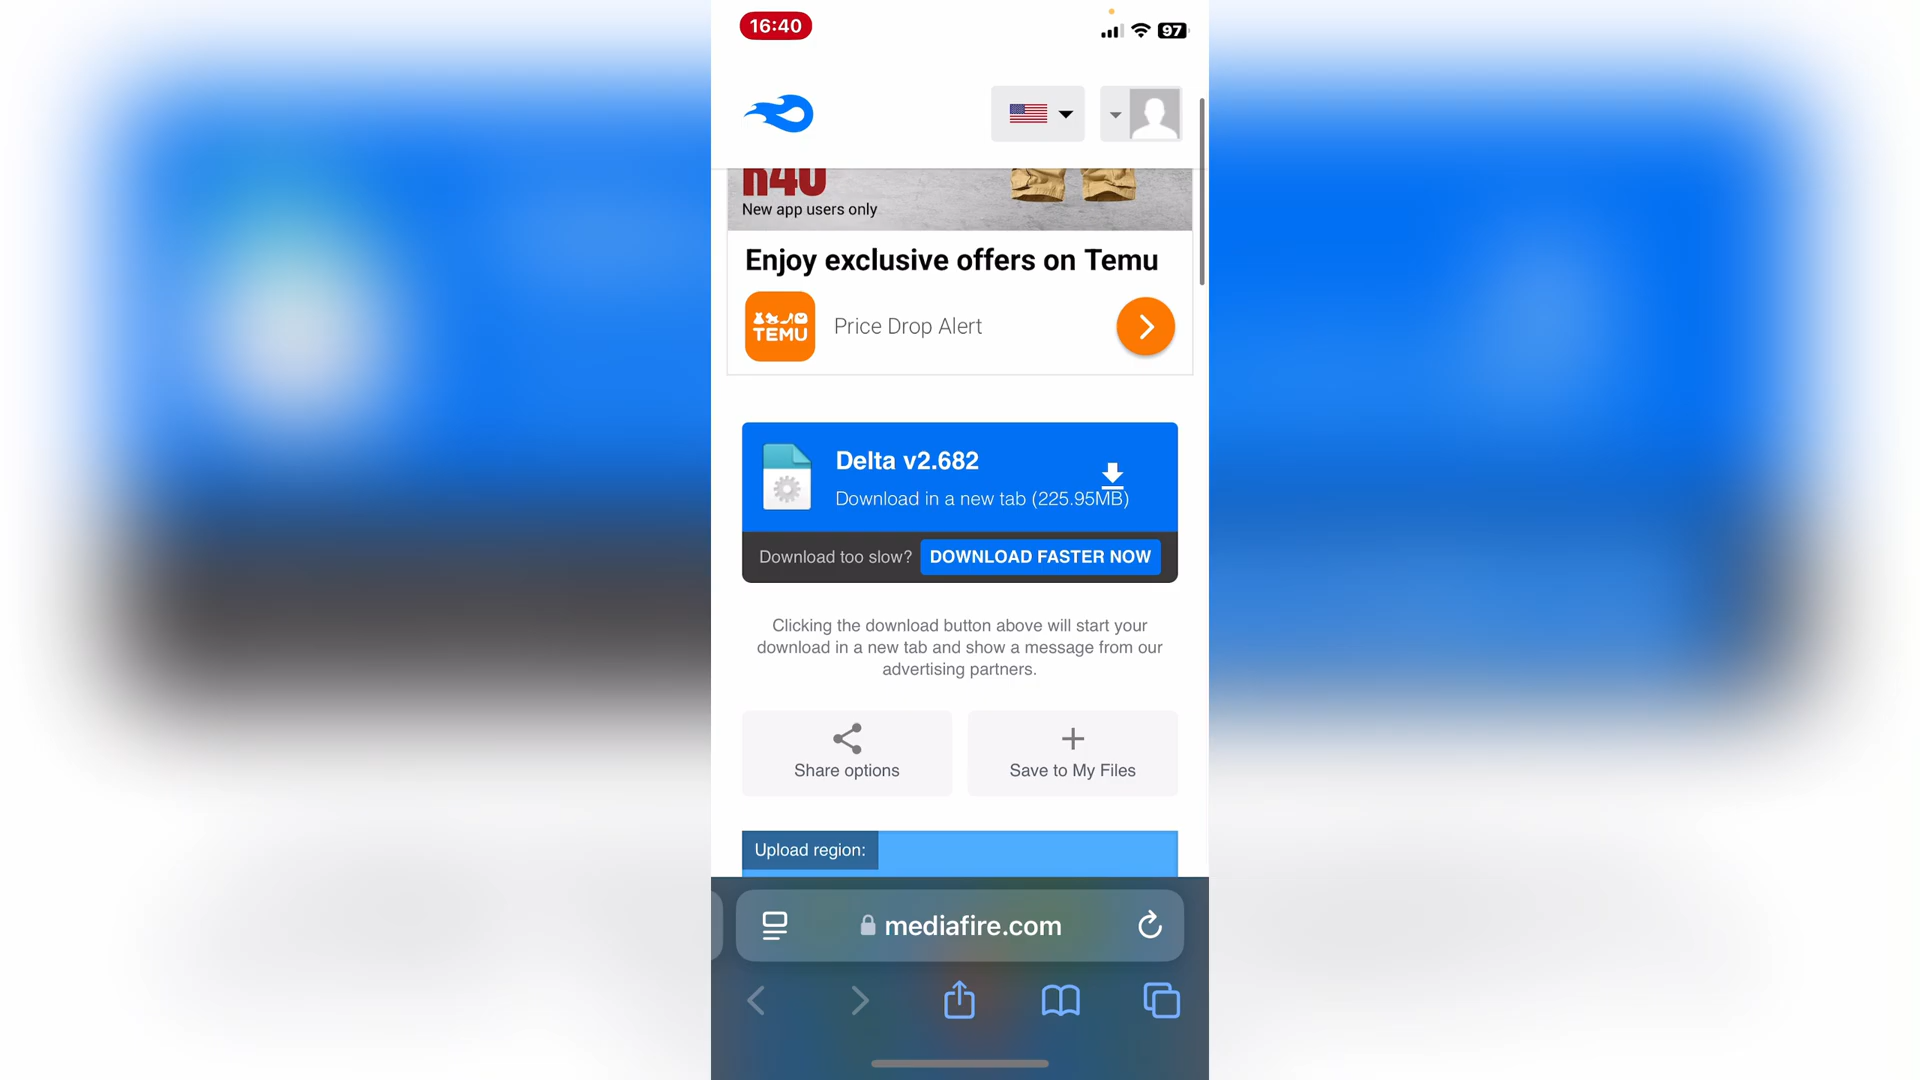 16:40
97
R40
New app users only
Enjoy exclusive offers on Temu
TEMU
Price Drop Alert
Delta v2.682
Download in a new tab (225.95MB)
Download too slow? DOWNLOAD FASTER NOW
Clicking the download button above will start your
download in a new tab and show a message from our
advertising partners.
Share options
Save to My Files
Upload region:
mediafire.com